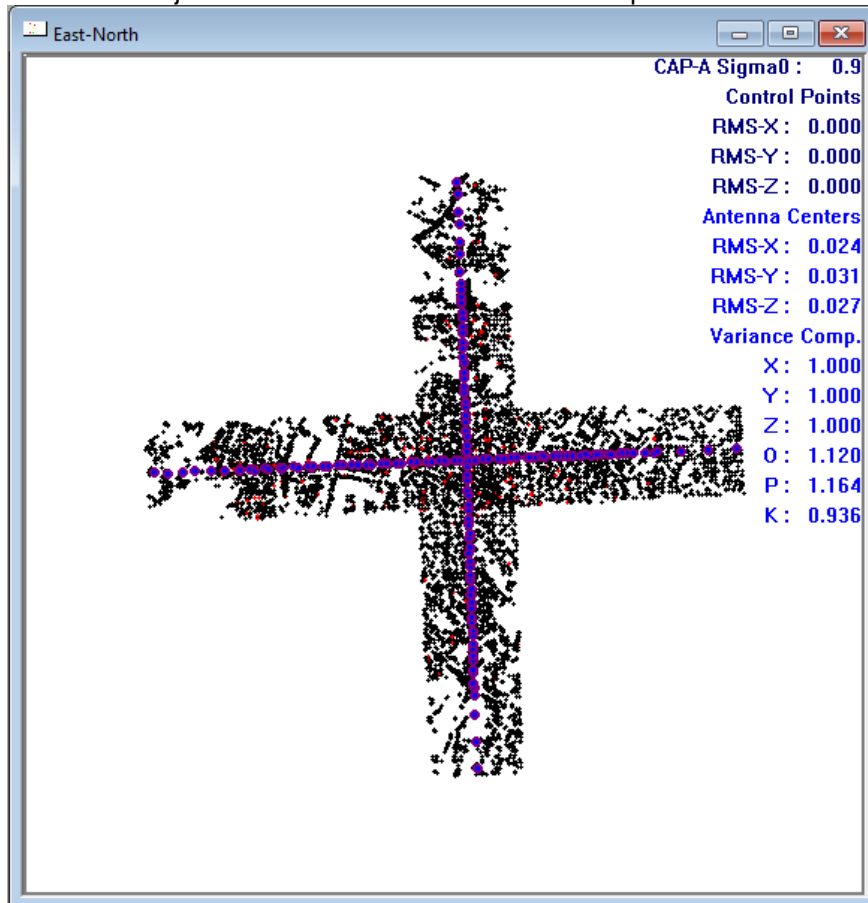 East-North
CAP-A Sigma0 : 0.9
Control Points
RMS-X : 0.000
RMS-Y : 0.000
RMS-Z : 0.000
Antenna Centers
RMS-X : 0.024
RMS-Y : 0.031
RMS-Z : 0.027
Variance Comp.
X : 1.000
Y : 1.000
Z : 1.000
O : 1.120
P : 1.164
K : 0.936